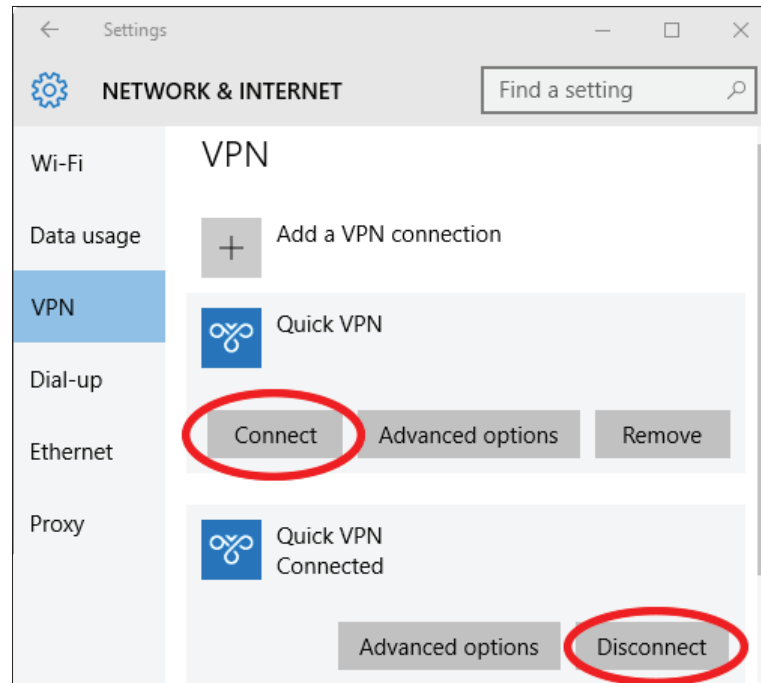 Settings
NETWORK & INTERNET
Find a setting
Wi-Fi
Data usage
VPN
Dial-up
Ethernet
Proxy
VPN
Add a VPN connection
Quick VPN
Connect Advanced options Remove
Quick VPN
Connected
Advanced options Disconnect